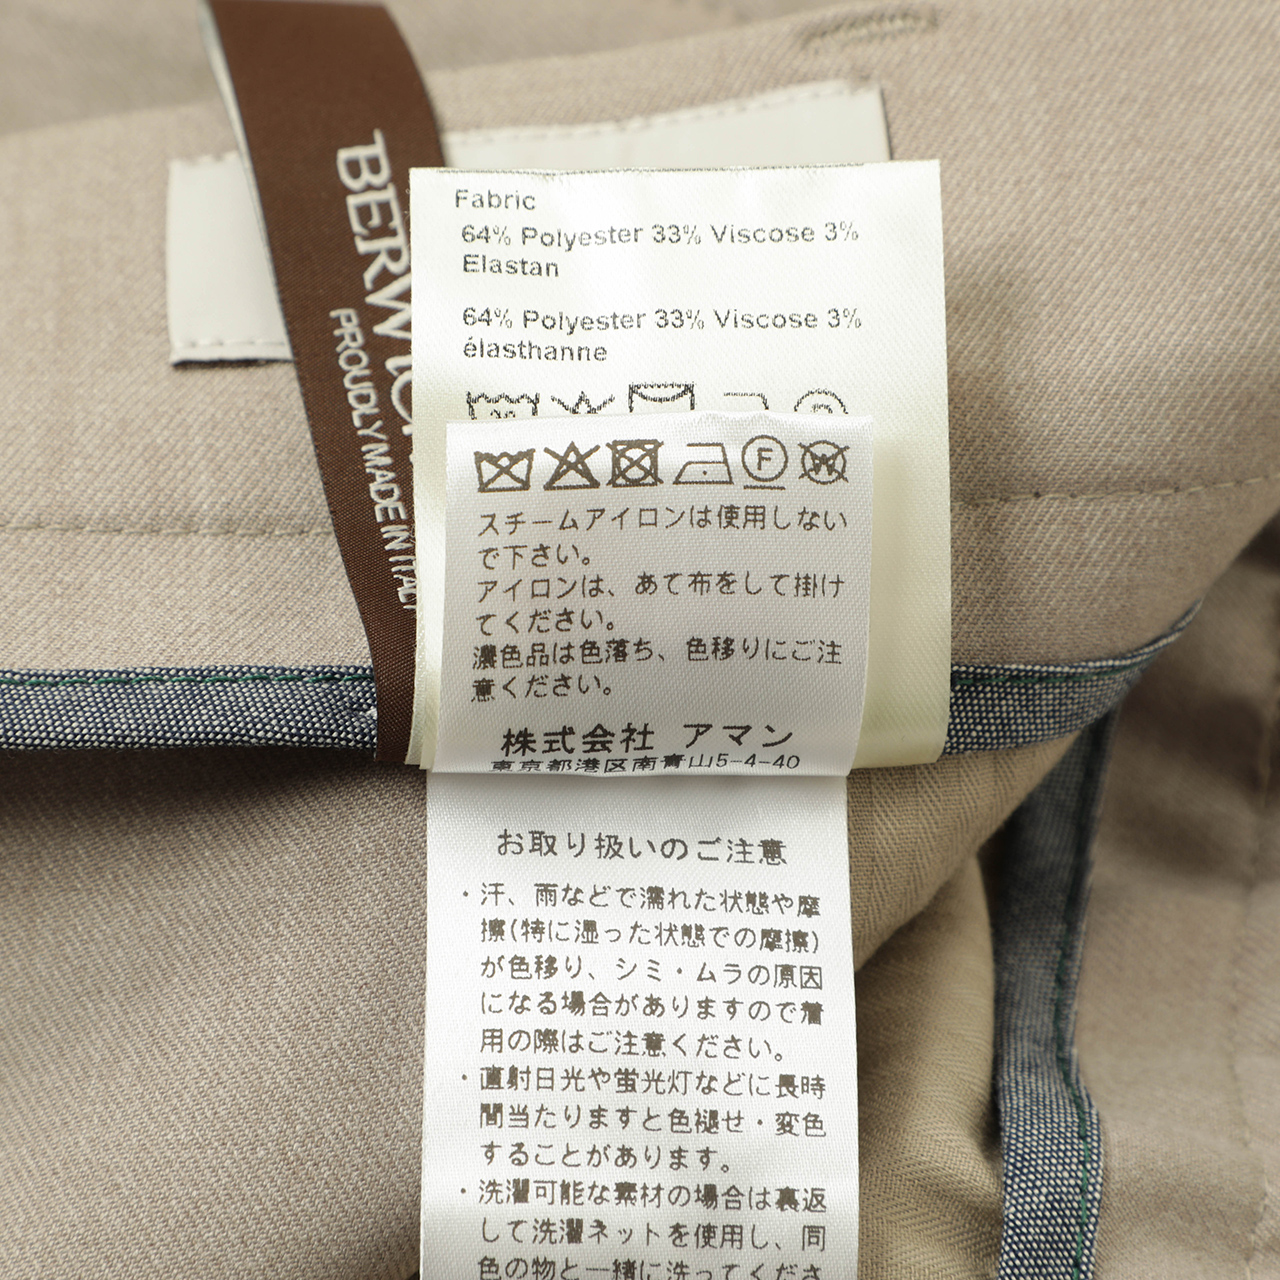 BERW
PROUDLY MADE IN ITALY
Fabric
64% Polyester 33% Viscose 3%
Elastan
64% Polyester 33% Viscose 3%
élasthanne
F
W
スチームアイロンは使用しない
で下さい。
アイロンは、あて布をして掛け
てください。
濃色品は色落ち、色移りにご注
意ください。
株式会社 アマン
東京都港区南青山5-4-40
お取り扱いのご注意
・汗、雨などで濡れた状態や摩
擦(特に湿った状態での摩擦)
が色移り、シミ・ムラの原因
になる場合がありますので着
用の際はご注意ください。
・直射日光や蛍光灯などに長時
間当たりますと色褪せ・変色
することがあります。
・洗濯可能な素材の場合は裏返
して洗濯ネットを使用し、同
色の物と一緒に洗ってくださ